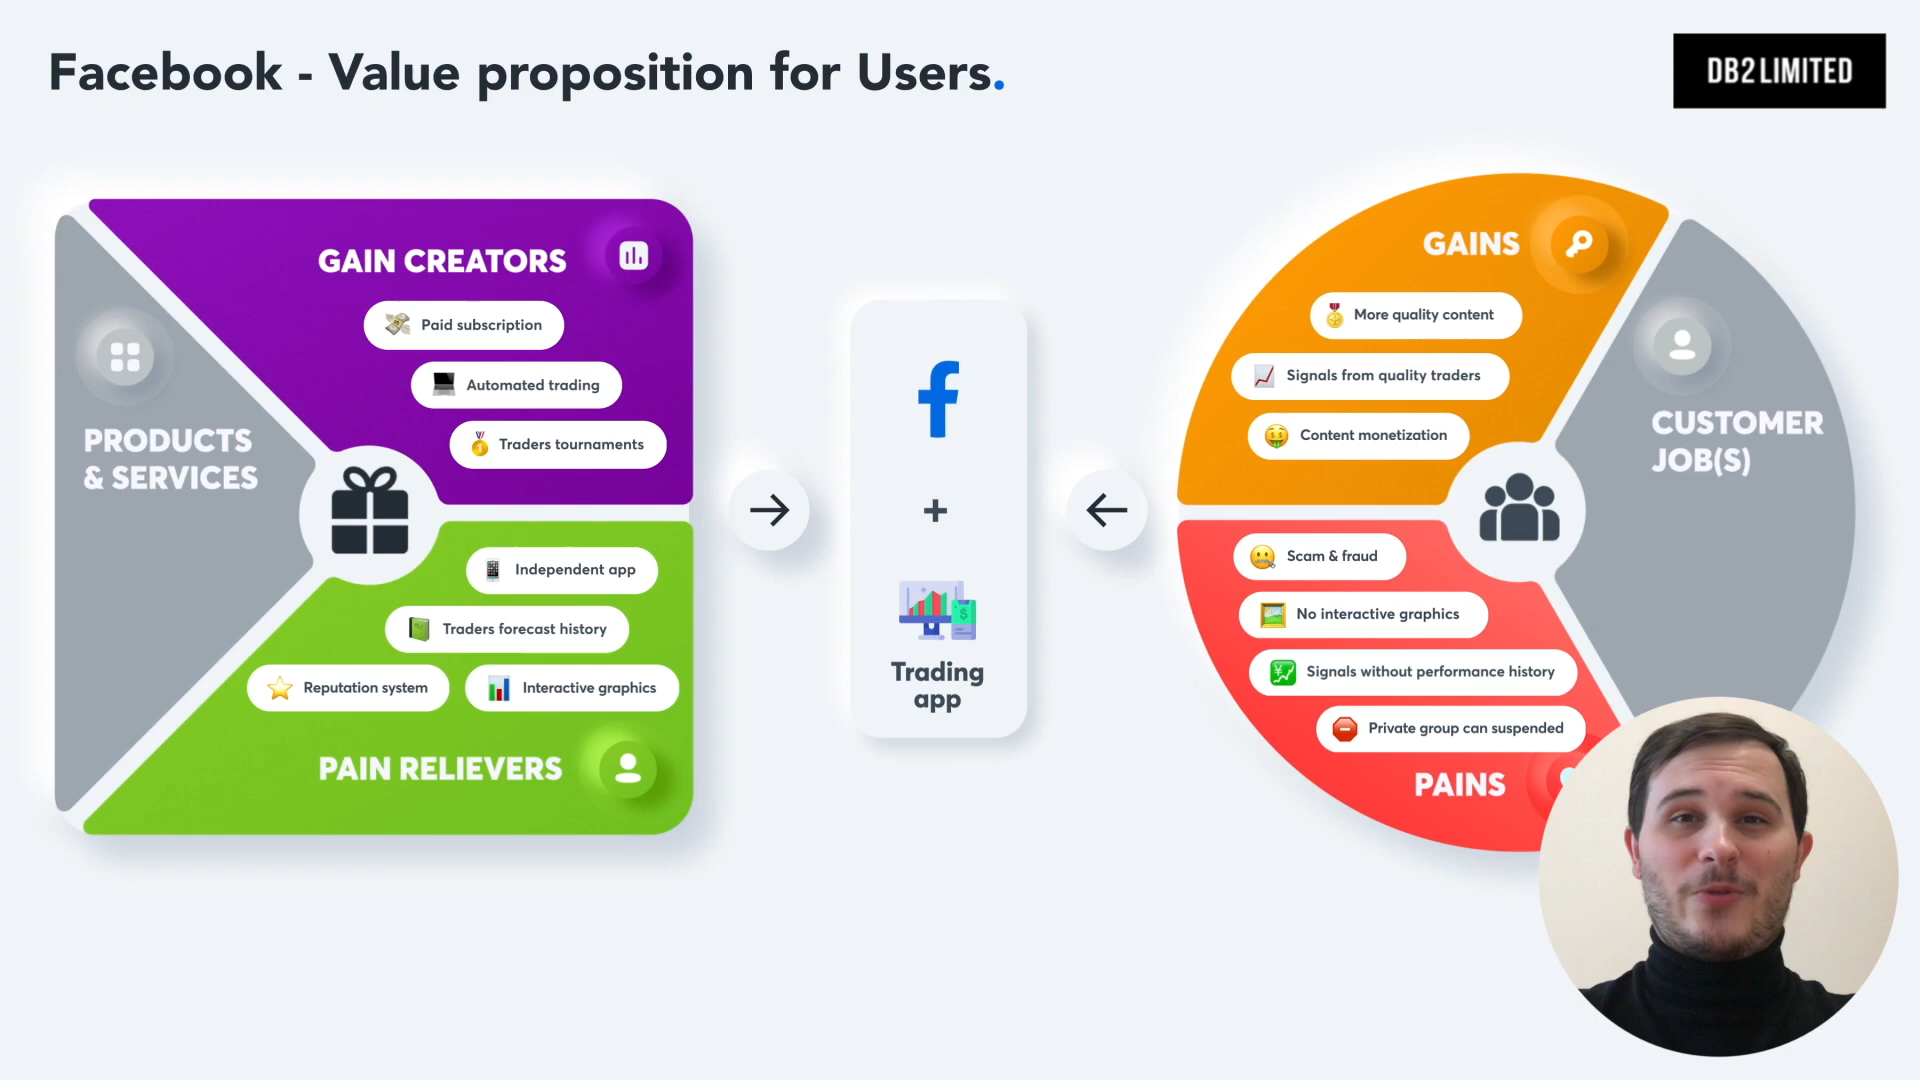 Facebook - Value proposition for Users.
DB2 LIMITED
GAIN CREATORS
Paid subscription
Automated trading
Traders tournaments
PRODUCTS
& SERVICES
Independent app
Traders forecast history
Reputation system
Interactive graphics
PAIN RELIEVERS
+
Trading
app
GAINS
More quality content
Signals from quality traders
Content monetization
CUSTOMER
JOB(S)
Scam & fraud
No interactive graphics
Signals without performance history
Private group can suspended
PAINS